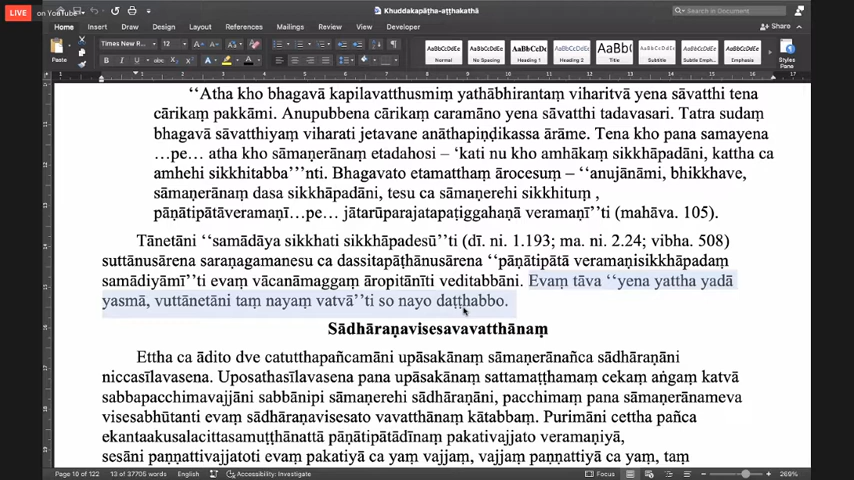 LIVE on YouTube
Khuddakapāṭha-aṭṭhakathā
Search in Document
Home Insert Draw Design Layout References Mailings Review View Developer
Share
Paste
Times New R... 12
AaBbCcDdEe AaBbCcDdEe AaBbCcDc AaBbCcDdEe AaBbC AaBbCcDdEe AaBbCcDdEe AaBbCcDdEe
Normal No Spacing Heading 1 Heading 2 Title Subtitle Subtle Emph... Emphasis
Styles Pane
‘‘Atha kho bhagavā kapilavatthusmiṃ yathābhirantaṃ viharitvā yena sāvatthi tena
cārikaṃ pakkāmi. Anupubbena cārikaṃ caramāno yena sāvatthi tadavasari. Tatra sudaṃ
bhagavā sāvatthiyaṃ viharati jetavane anāthapiṇḍikassa ārāme. Tena kho pana samayena
…pe… atha kho sāmaṇerānaṃ etadahosi – ‘kati nu kho amhākaṃ sikkhāpadāni, kattha ca
amhehi sikkhitabba’’’nti. Bhagavato etamatthaṃ ārocesuṃ – ‘‘anujānāmi, bhikkhave,
sāmaṇerānaṃ dasa sikkhāpadāni, tesu ca sāmaṇerehi sikkhituṃ ,
pāṇātipātāveramaṇī…pe… jātarūparajatapaṭiggahaṇā veramaṇī’’ti (mahāva. 105).
Tānetāni ‘‘samādāya sikkhati sikkhāpadesū’’ti (dī. ni. 1.193; ma. ni. 2.24; vibha. 508)
suttānusārena saraṇagamanesu ca dassitapāṭhānusārena ‘‘pāṇātipātā veramaṇisikkhāpadaṃ
samādiyāmī’’ti evaṃ vācanāmaggaṃ āropitānīti veditabbāni. Evaṃ tāva ‘‘yena yattha yadā
yasmā, vuttānetāni taṃ nayaṃ vatvā’’ti so nayo daṭṭhabbo.
Sādhāraṇavisesavavatthānaṃ
Ettha ca ādito dve catutthapañcamāni upāsakānaṃ sāmaṇerānañca sādhāraṇāni
niccasīlavasena. Uposathasīlavasena pana upāsakānaṃ sattamaṭṭhamaṃ cekaṃ aṅgaṃ katvā
sabbapacchimavajjāni sabbānipi sāmaṇerehi sādhāraṇāni, pacchimaṃ pana sāmaṇerānameva
visesabhūtanti evaṃ sādhāraṇavisesato vavatthānaṃ kātabbaṃ. Purimāni cettha pañca
ekantaakusalacittasamuṭṭhānattā pāṇātipātādīnaṃ pakativajjato veramaṇiyā,
sesāni paṇṇattivajjatoti evaṃ pakatiyā ca yaṃ vajjaṃ, vajjaṃ paṇṇattiyā ca yaṃ, taṃ
Page 10 of 122 13 of 37705 words English Accessibility: Investigate Focus 269%